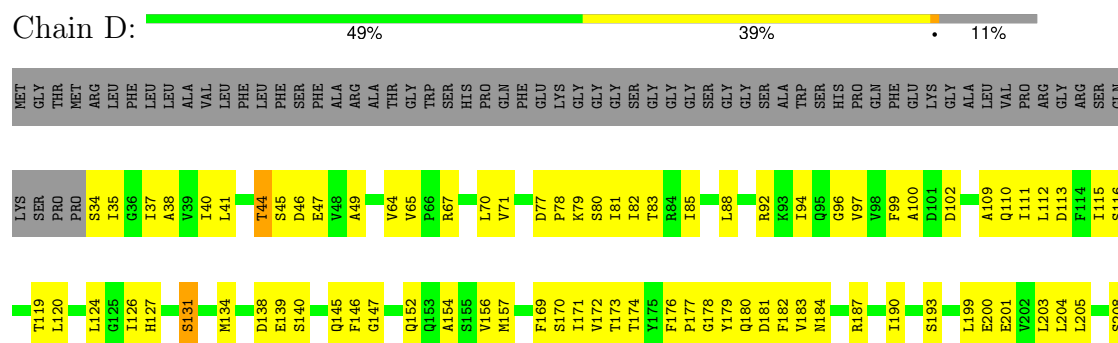 Chain D:
49% 39% • 11%
MET GLY THR MET ARG LEU PHE LEU LEU ALA VAL LEU PHE LEU PHE SER PHE ALA ARG ALA THR GLY TRP SER HIS PRO GLN PHE GLU LYS GLY GLY GLY SER GLY GLY GLY SER GLY GLY SER ALA TRP SER HIS PRO GLN PHE GLU LYS GLY ALA LEU VAL PRO ARG GLY ARG SER GLN
LYS SER PRO PRO S34 I35 G36 I37 A38 V39 I40 L41 T44 S45 D46 E47 V48 A49 V64 V65 P66 R67 L70 V71 D77 P78 K79 S80 I81 I82 T83 R84 I85 L88 R92 K93 I94 Q95 G96 V97 V98 F99 A100 D101 D102 A109 Q110 I111 L112 D113 F114 I115 S116
T119 L120 L124 G125 I126 H127 S131 M134 D138 E139 S140 Q145 F146 G147 Q152 Q153 A154 S155 V156 M157 F169 S170 I171 V172 T173 T174 Y175 F176 P177 G178 Y179 Q180 D181 F182 V183 N184 R187 I190 S193 L199 E200 E201 V202 L203 L204 L205 S208